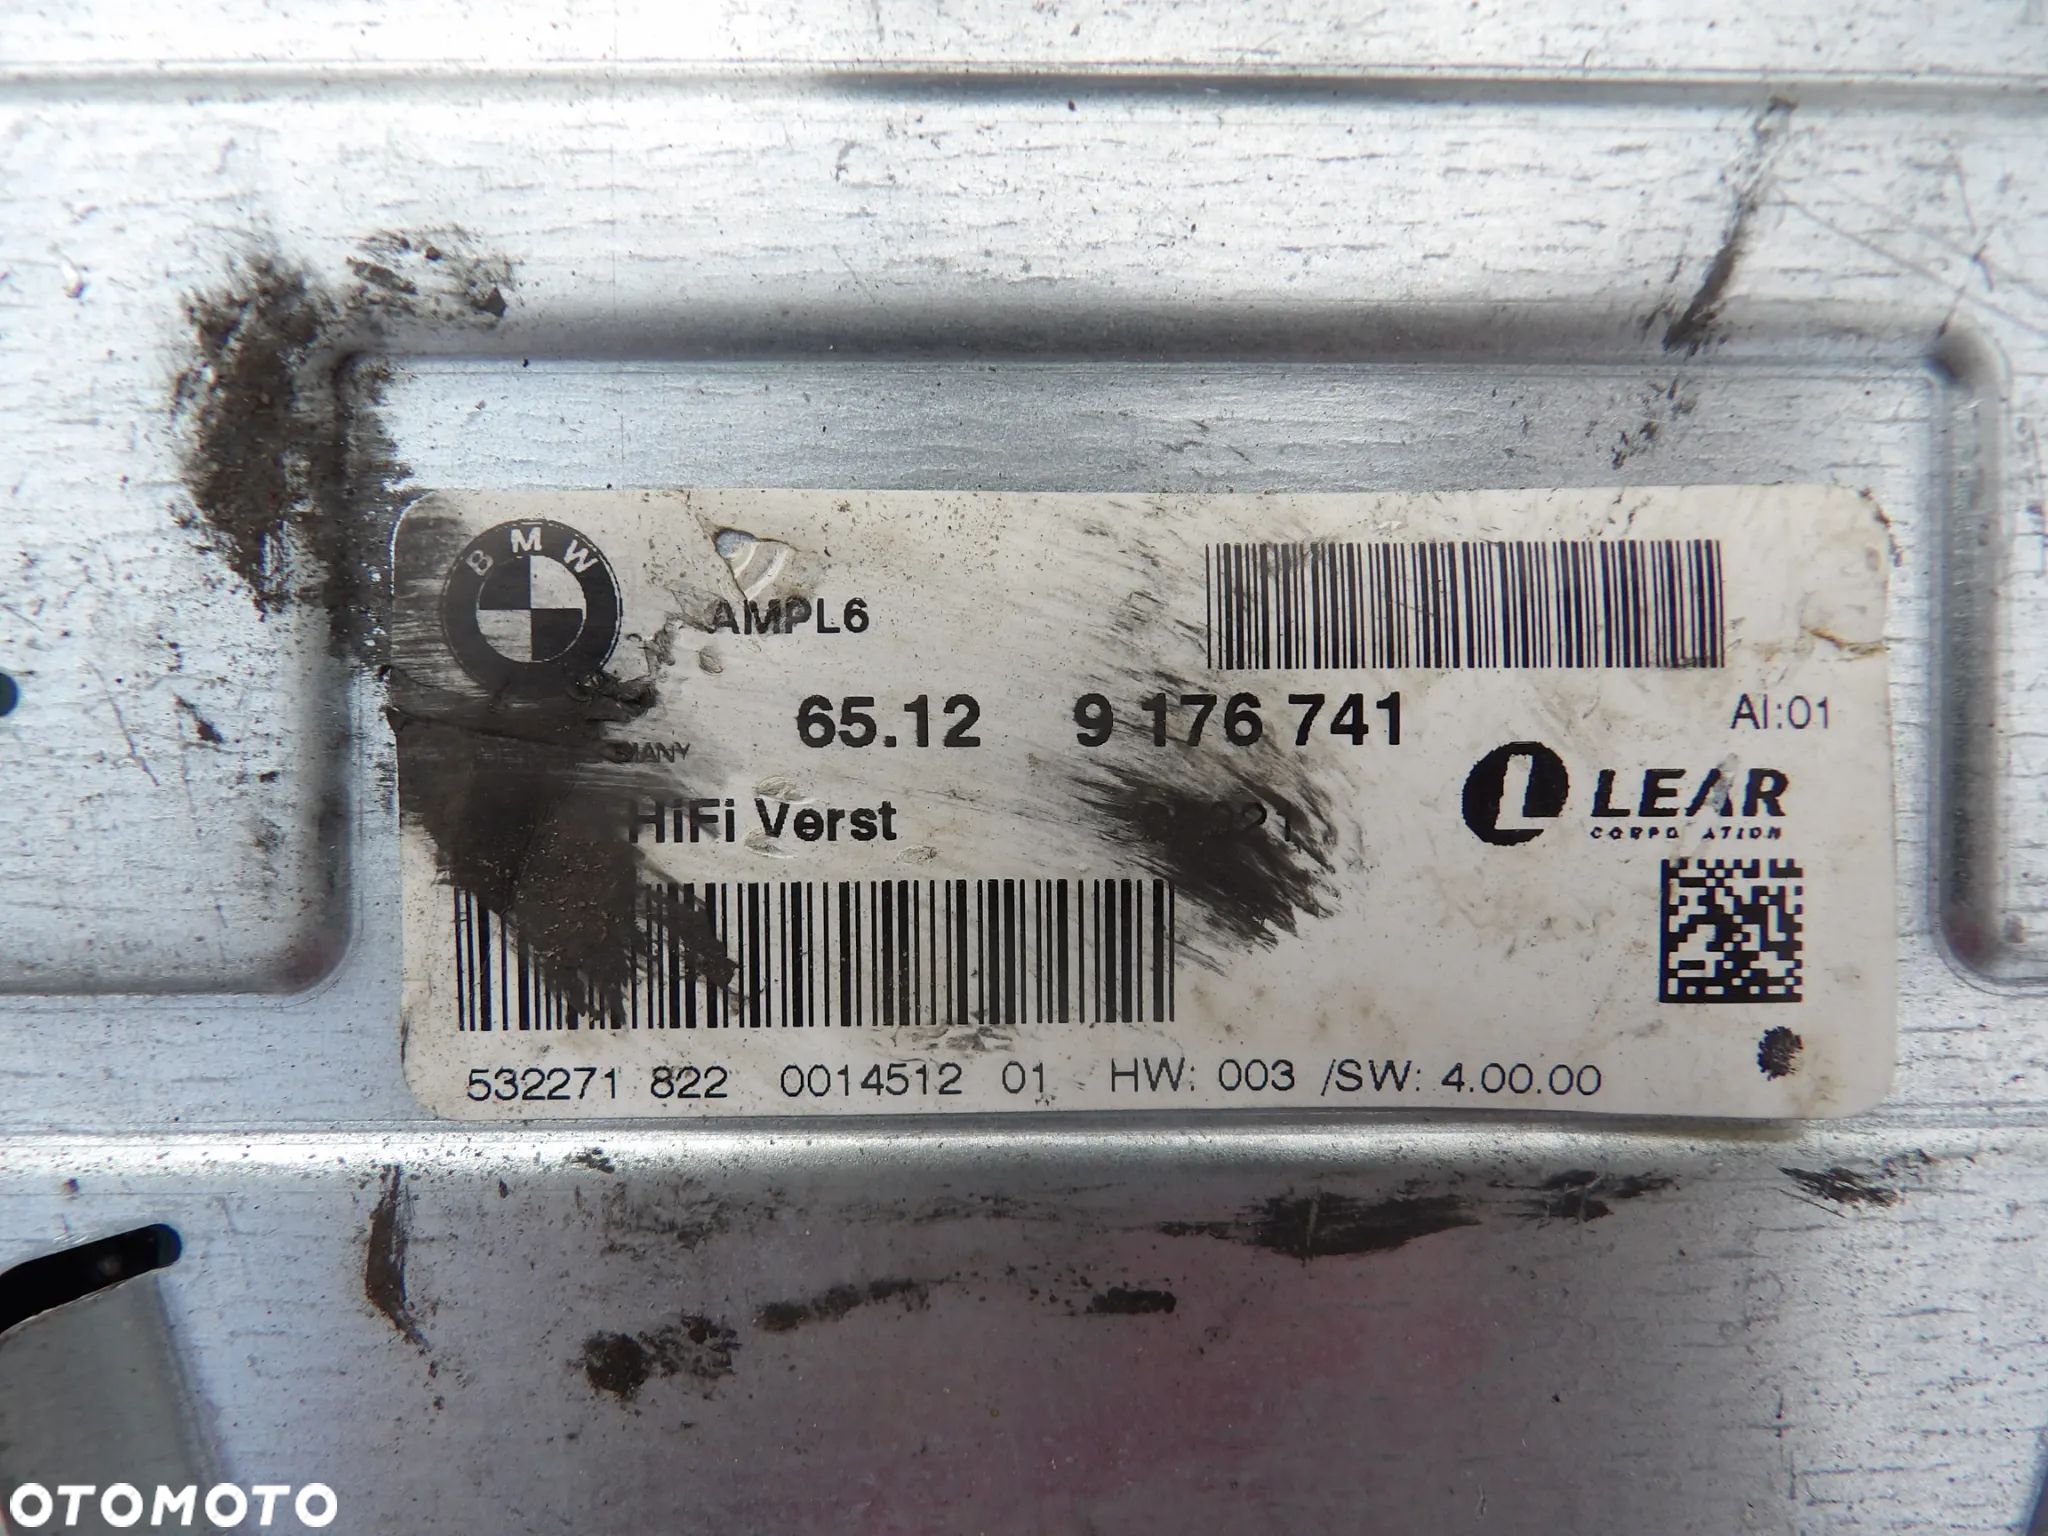 BMW
AMPL6
65.12 9 176 741 AI:01
HiFi Verst
LEAR
CORPORATION
532271 822 0014512 01 HW: 003 /SW: 4.00.00
OTOMOTO